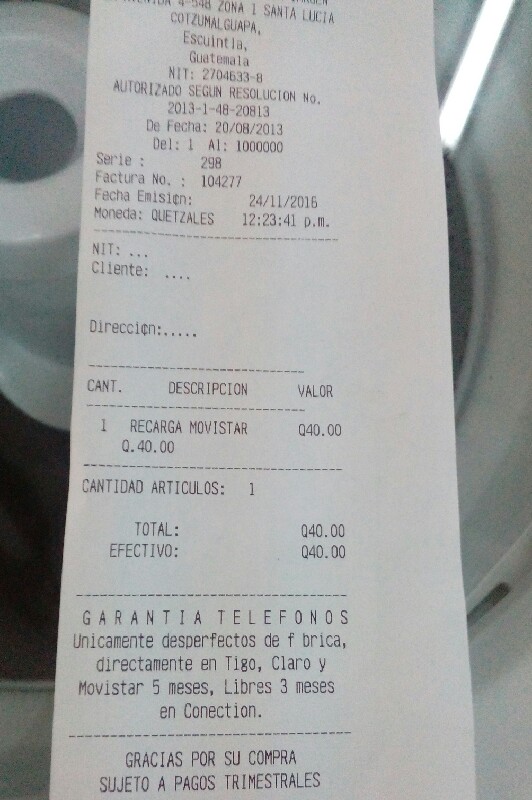 4-548 ZONA 1 SANTA LUCIA
COTZUMALGUAPA,
Escuintla,
Guatemala
NIT: 2704633-8
AUTORIZADO SEGUN RESOLUCION No.
2013-1-48-20813
De Fecha: 20/08/2013
Del: 1 Al: 1000000
Serie : 298
Factura No. : 104277
Fecha Emisi¢n: 24/11/2016
Moneda: QUETZALES 12:23:41 p.m.
NIT: ...
Cliente: ....
Direcci¢n:.....
CANT. DESCRIPCION VALOR
1 RECARGA MOVISTAR Q40.00
Q.40.00
CANTIDAD ARTICULOS: 1
TOTAL: Q40.00
EFECTIVO: Q40.00
G A R A N T I A T E L E F O N O S
Unicamente desperfectos de f brica,
directamente en Tigo, Claro y
Movistar 5 meses, Libres 3 meses
en Conection.
GRACIAS POR SU COMPRA
SUJETO A PAGOS TRIMESTRALES